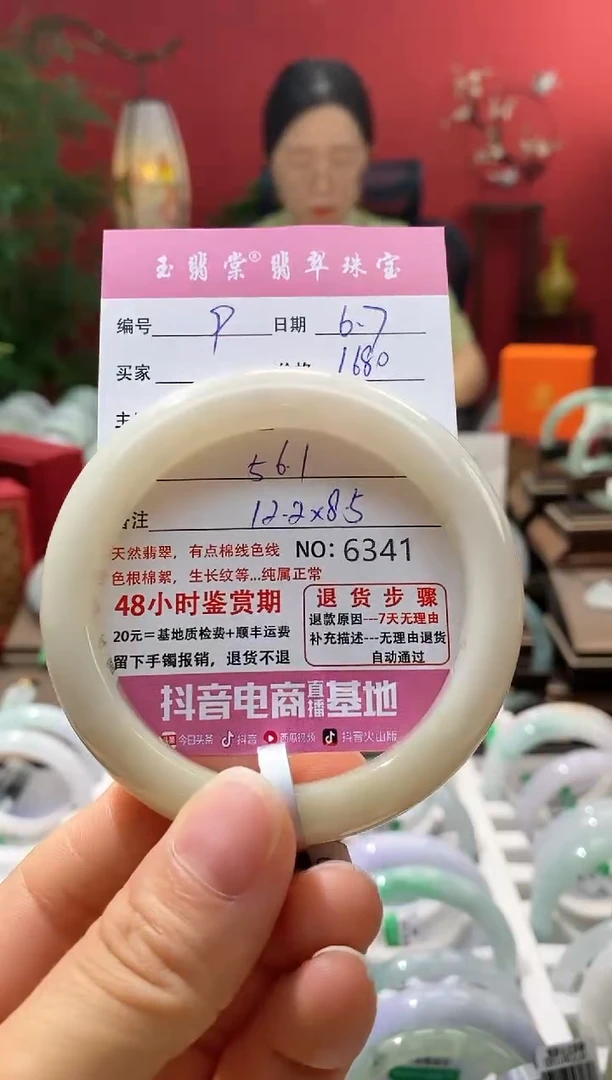 玉翡棠® 翡翠珠宝
编号 P 日期 6.7
买家 1680
56.1
注 12.2x8.5
天然翡翠，有点棉线色线 NO: 6341
色根棉絮，生长纹等...纯属正常
48小时鉴赏期
20元=基地质检费+顺丰运费
留下手镯报销，退货不退
退货步骤
退款原因---7天无理由
补充描述---无理由退货
自动通过
抖音电商直播基地
今日头条 抖音 西瓜视频 抖音火山版